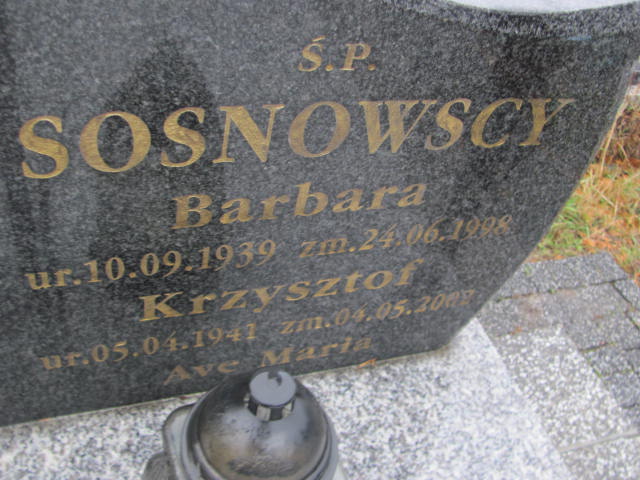 Ś.P.
SOSNOWSCY
Barbara
ur.10.09.1939 zm.24.06.1998
Krzysztof
ur.05.04.1941 zm.04.05.2007
Ave Maria